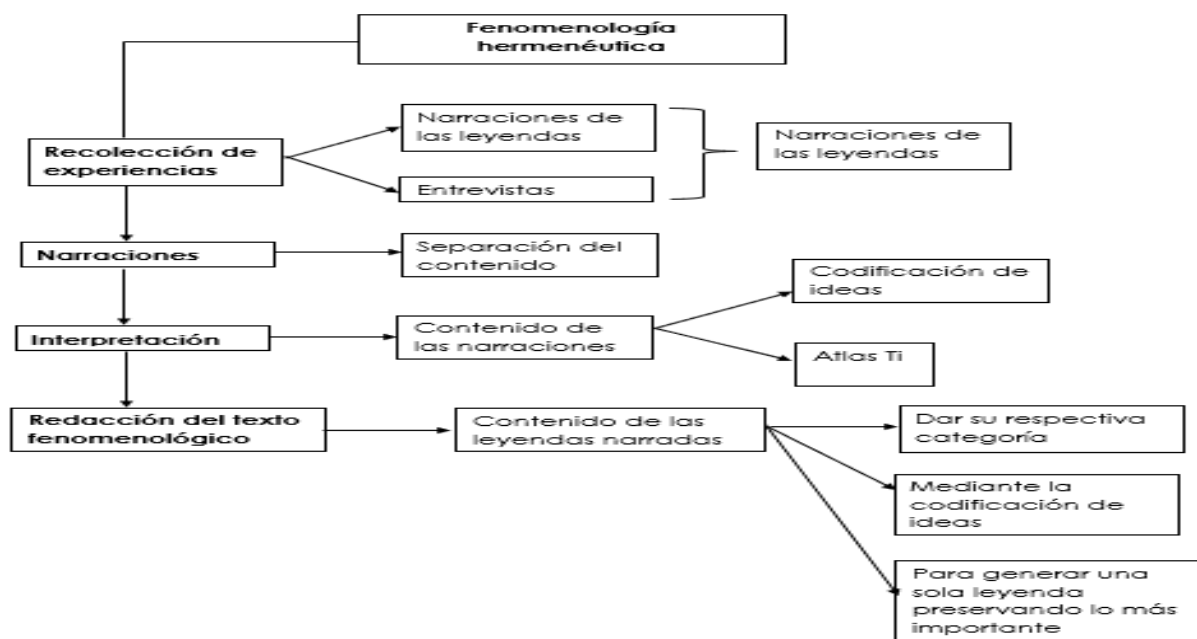 Fenomenología
hermenéutica
Narraciones de
las leyendas
Recolección de
experiencias
Entrevistas
Narraciones de
las leyendas
Narraciones
Separación del
contenido
Codificación de
ideas
Interpretación
Contenido de
las narraciones
Atlas Ti
Redacción del texto
fenomenológico
Contenido de las
leyendas narradas
Dar su respectiva
categoría
Mediante la
codificación de
ideas
Para generar una
sola leyenda
preservando lo más
importante